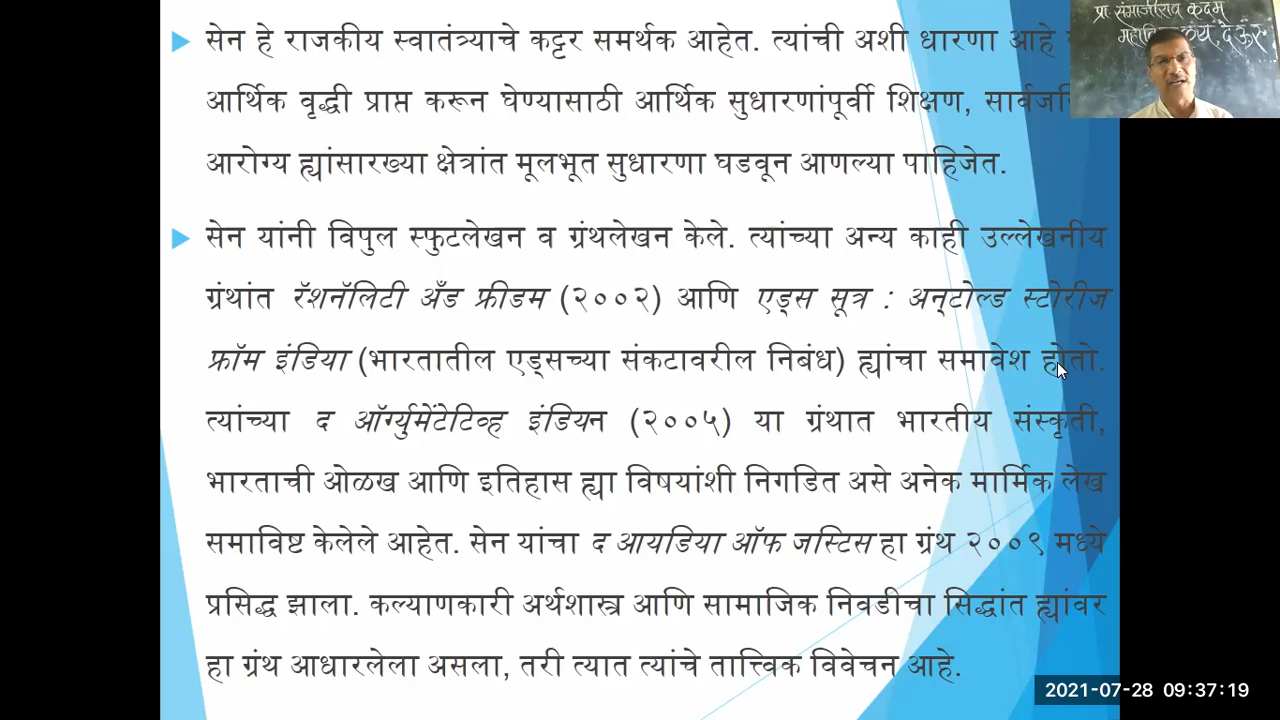 सेन हे राजकीय स्वातंत्र्याचे कट्टर समर्थक आहेत. त्यांची अशी धारणा आहे
आर्थिक वृद्धी प्राप्त करून घेण्यासाठी आर्थिक सुधारणांपूर्वी शिक्षण,
आरोग्य ह्यांसारख्या क्षेत्रांत मूलभूत सुधारणा घडवून आणल्या पाहिजेत.
सेन यांनी विपुल स्फुटलेखन व ग्रंथलेखन केले. त्यांच्या अन्य काही उल्लेखनीय
ग्रंथांत रॅशनॅलिटी अँड फ्रीडम (२००२) आणि एड्स सूत्र : अन्‌टोल्ड स्टोरीज
फ्रॉम इंडिया (भारतातील एड्सच्या संकटावरील निबंध) ह्यांचा समावेश होतो.
त्यांच्या द ऑर्ग्युमेंटेटिव्ह इंडियन (२००५) या ग्रंथात भारतीय संस्कृती,
भारताची ओळख आणि इतिहास ह्या विषयांशी निगडित असे अनेक मार्मिक लेख
समाविष्ट केलेले आहेत. सेन यांचा द आयडिया ऑफ जस्टिस हा ग्रंथ २००९ मध्ये
प्रसिद्ध झाला. कल्याणकारी अर्थशास्त्र आणि सामाजिक निवडीचा सिद्धांत ह्यांवर
हा ग्रंथ आधारलेला असला, तरी त्यात त्यांचे तात्त्विक विवेचन आहे.
प्रा. संभाजीराव कदम
2021-07-28 09:37:19